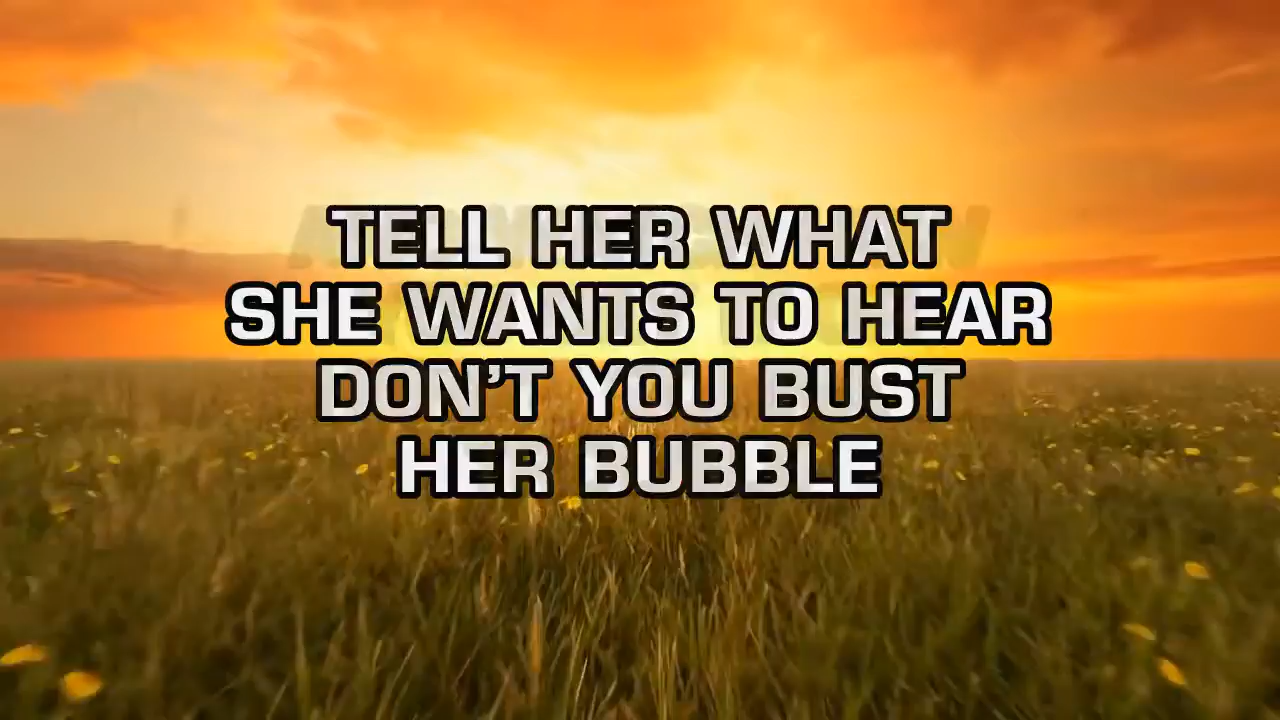 TELL HER WHAT
SHE WANTS TO HEAR
DON'T YOU BUST
HER BUBBLE